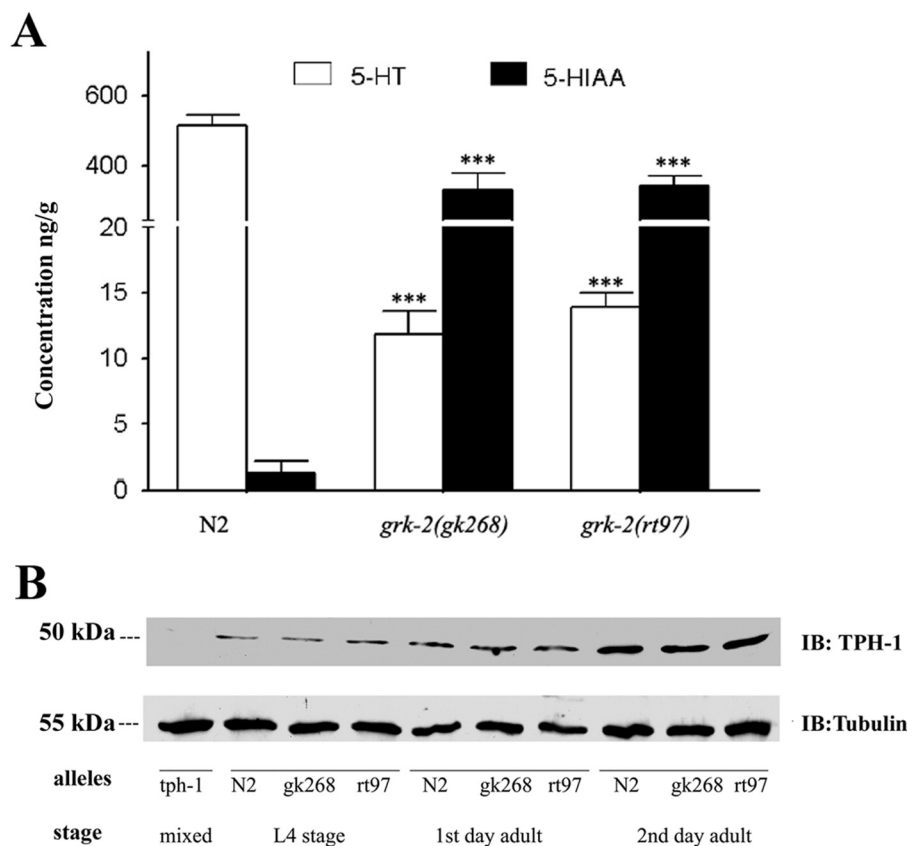 A
5-HT
5-HIAA
600
400
20
15
10
5
0
Concentration ng/g
***
***
***
***
N2
grk-2(gk268)
grk-2(rt97)
B
50 kDa ---
IB: TPH-1
55 kDa ---
IB:Tubulin
alleles
tph-1 N2 gk268 rt97 N2 gk268 rt97 N2 gk268 rt97
stage
mixed L4 stage 1st day adult 2nd day adult